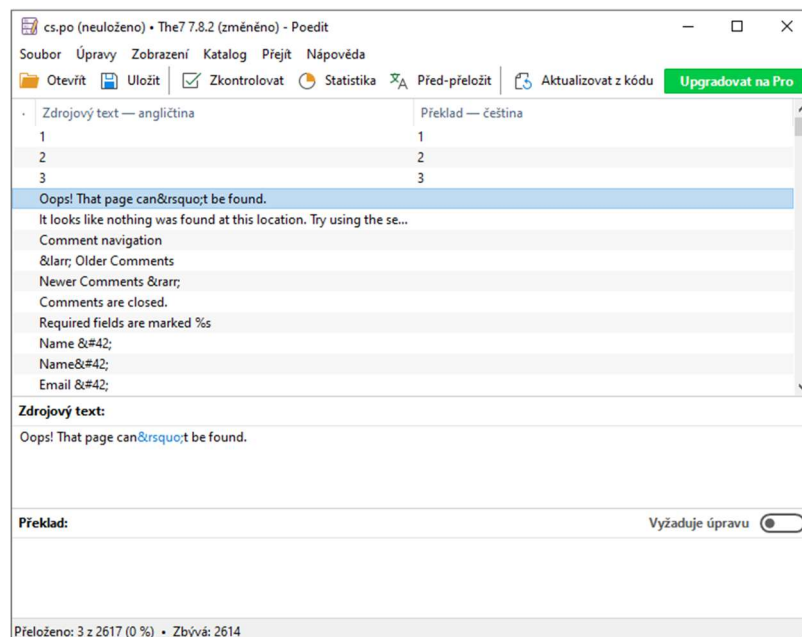 cs.po (neuloženo) • The7 7.8.2 (změněno) - Poedit
Soubor Úpravy Zobrazení Katalog Přejít Nápověda
Otevřít Uložit Zkontrolovat Statistika Před-přeložit Aktualizovat z kódu Upgradovat na Pro
Zdrojový text — angličtina Překlad — čeština
1 1
2 2
3 3
Oops! That page can&rsquo;t be found.
It looks like nothing was found at this location. Try using the se...
Comment navigation
&larr; Older Comments
Newer Comments &rarr;
Comments are closed.
Required fields are marked %s
Name &#42;
Name&#42;
Email &#42;
Zdrojový text:
Oops! That page can&rsquo;t be found.
Překlad: Vyžaduje úpravu
Přeloženo: 3 z 2617 (0 %) • Zbývá: 2614